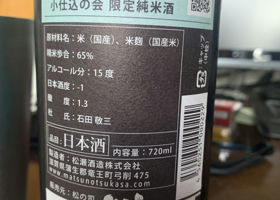 小仕込の会 限定純米酒
原材料名:米(国産)、米麹(国産米)
精米歩合:65%
アルコール分:15度
日本酒度:-1
酸度:1.3
杜氏:石田 敬三
品目 日本酒 内容量:720ml
製造者:松瀬酒造株式会社
滋賀県蒲生郡竜王町弓削 475
www.matsunotsukasa.com
販売元:松の司